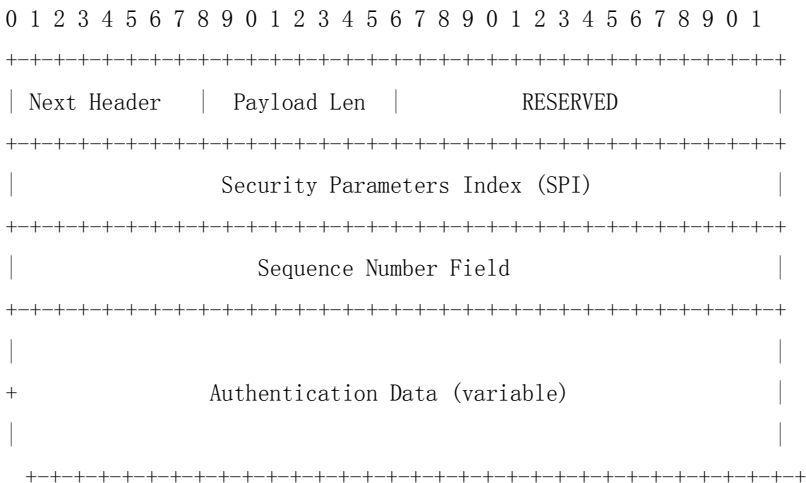 0 1 2 3 4 5 6 7 8 9 0 1 2 3 4 5 6 7 8 9 0 1 2 3 4 5 6 7 8 9 0 1
+-+-+-+-+-+-+-+-+-+-+-+-+-+-+-+-+-+-+-+-+-+-+-+-+-+-+-+-+-+-+-+-+
| Next Header | Payload Len | RESERVED |
+-+-+-+-+-+-+-+-+-+-+-+-+-+-+-+-+-+-+-+-+-+-+-+-+-+-+-+-+-+-+-+-+
| Security Parameters Index (SPI) |
+-+-+-+-+-+-+-+-+-+-+-+-+-+-+-+-+-+-+-+-+-+-+-+-+-+-+-+-+-+-+-+-+
| Sequence Number Field |
+-+-+-+-+-+-+-+-+-+-+-+-+-+-+-+-+-+-+-+-+-+-+-+-+-+-+-+-+-+-+-+-+
| |
+ Authentication Data (variable) |
| |
+-+-+-+-+-+-+-+-+-+-+-+-+-+-+-+-+-+-+-+-+-+-+-+-+-+-+-+-+-+-+-+-+